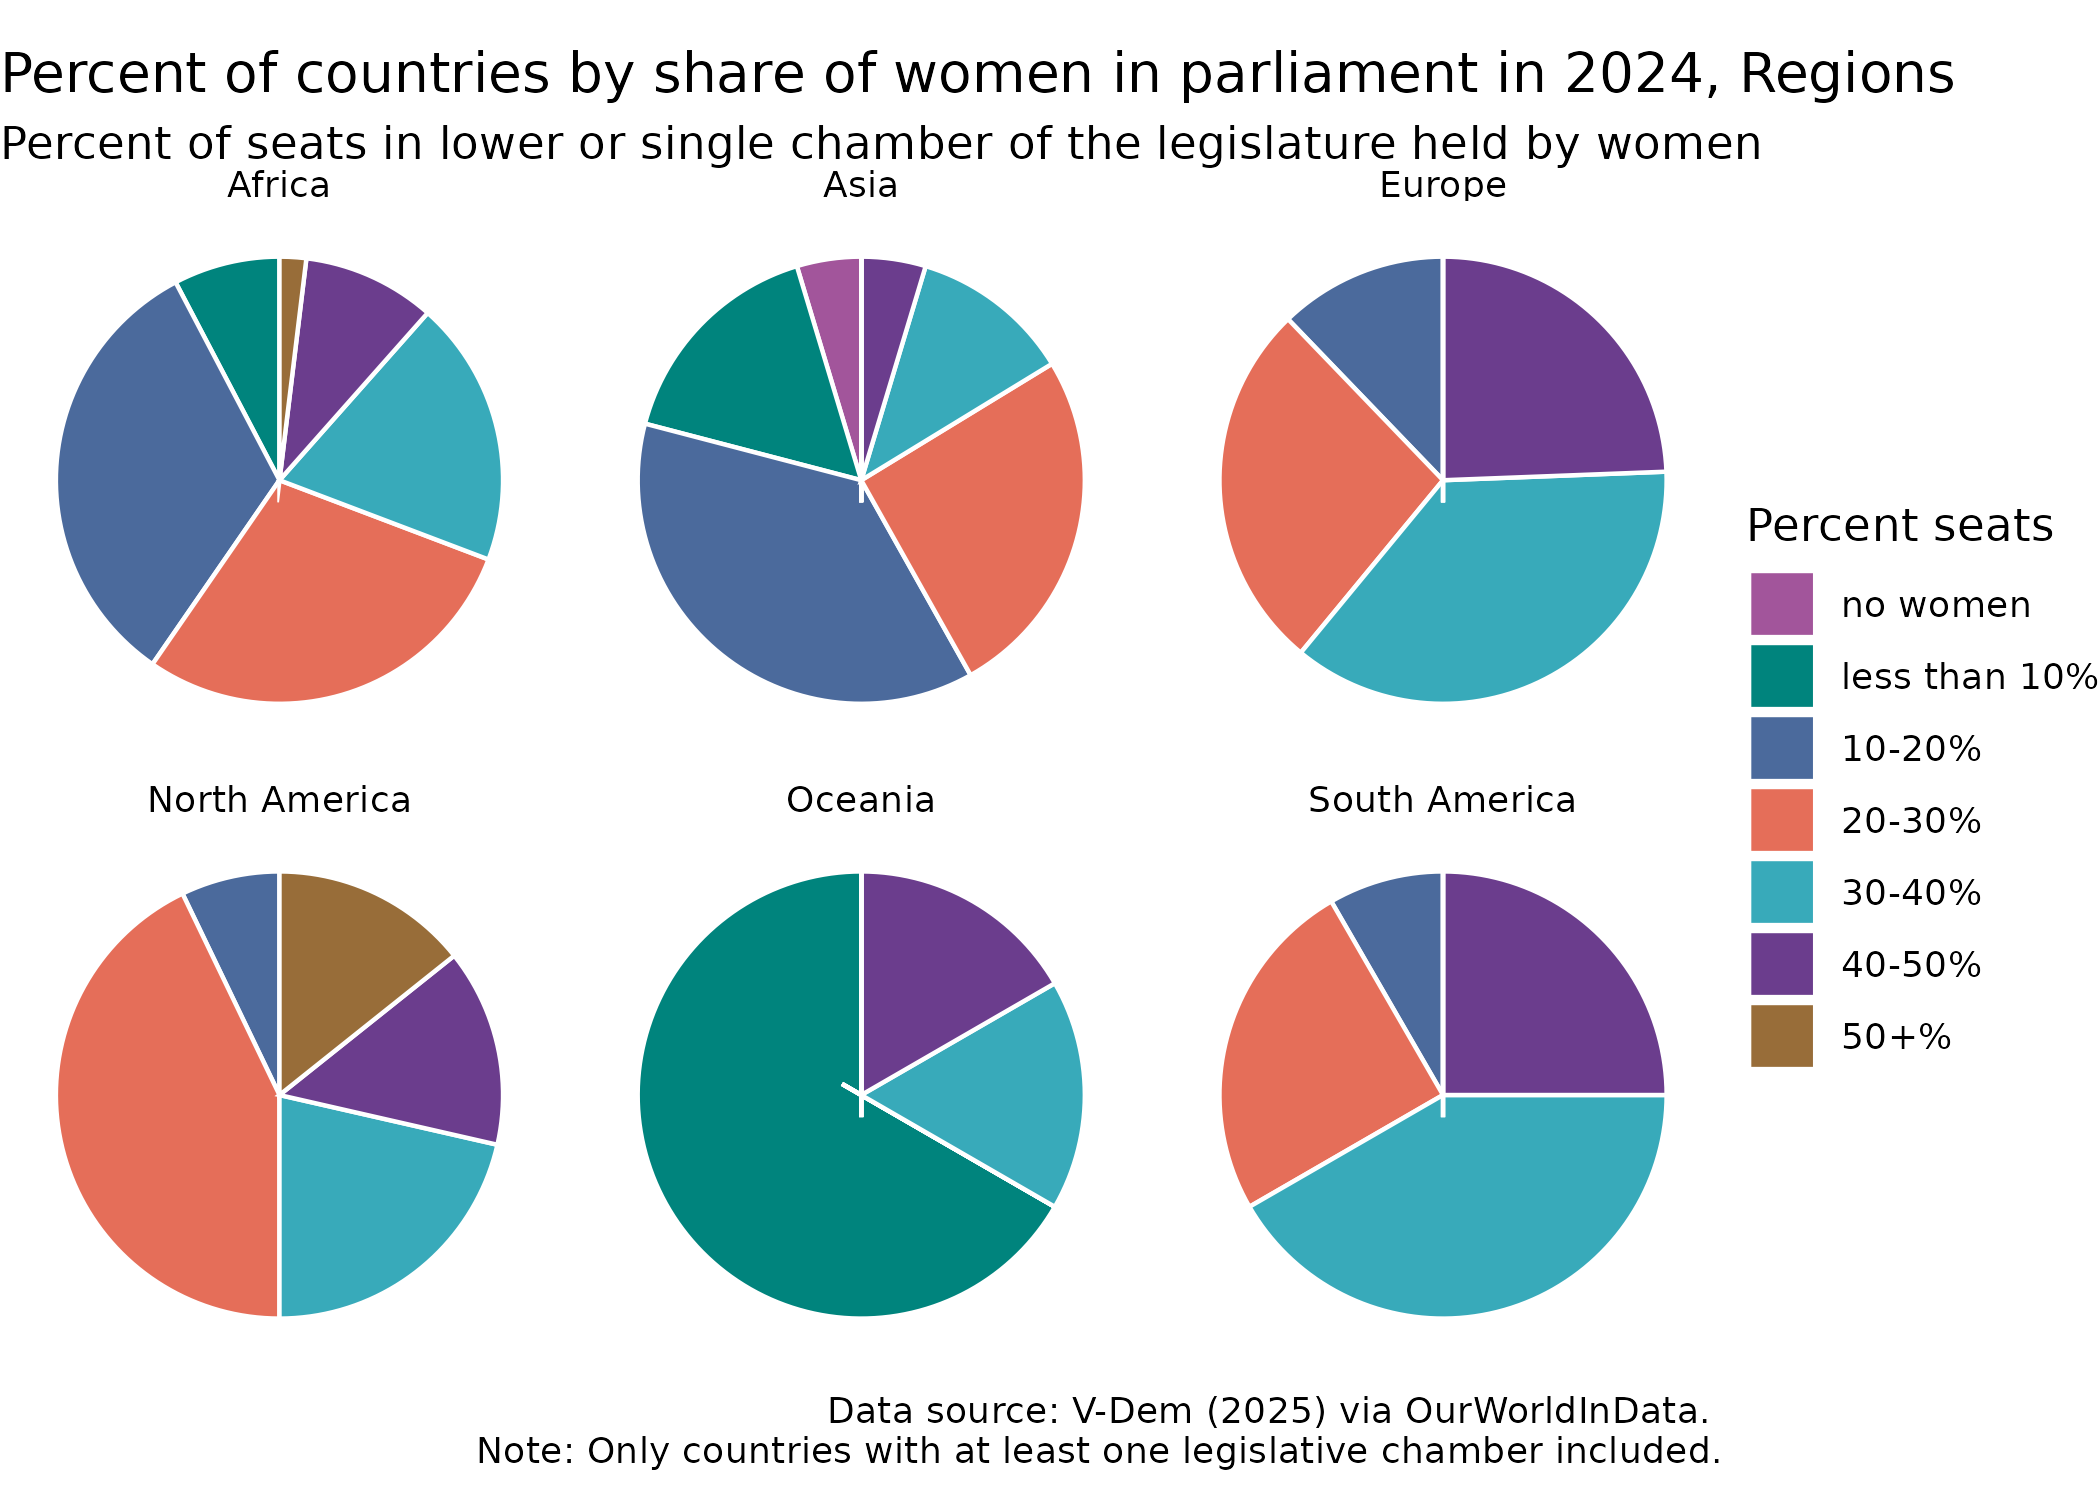 Percent of countries by share of women in parliament in 2024, Regions
Percent of seats in lower or single chamber of the legislature held by women
Africa
Asia
Europe
North America
Oceania
South America
Percent seats
no women
less than 10%
10-20%
20-30%
30-40%
40-50%
50+%
Data source: V-Dem (2025) via OurWorldInData.
Note: Only countries with at least one legislative chamber included.